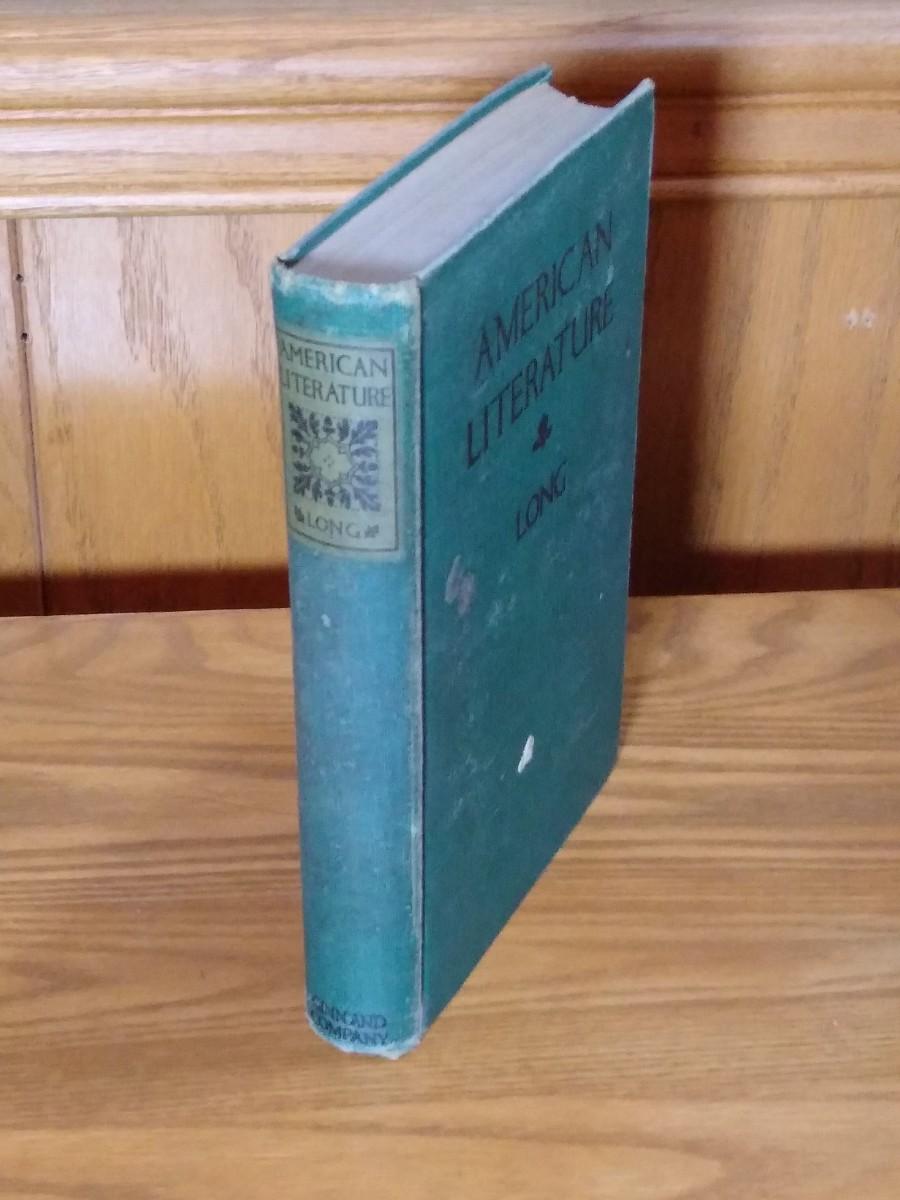 AMERICAN
LITERATURE
LONG
GINN AND
COMPANY
AMERICAN
LITERATURE
LONG